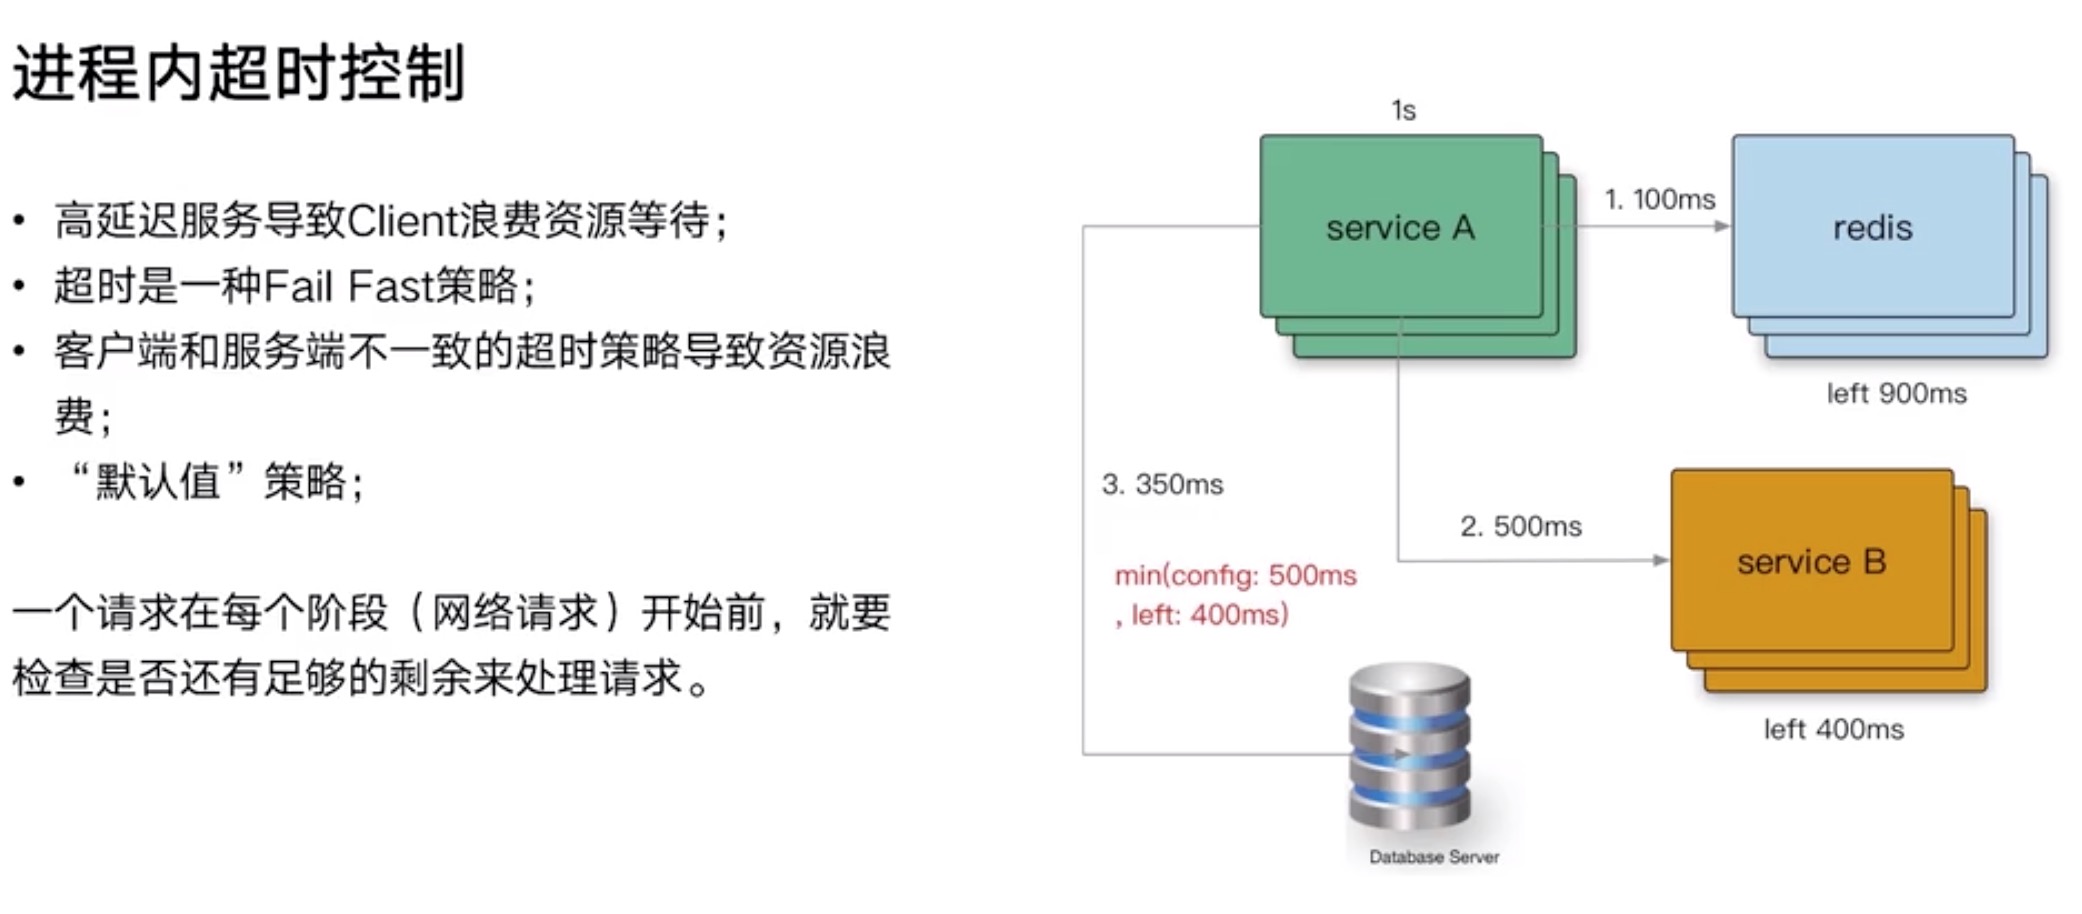 进程内超时控制
• 高延迟服务导致Client浪费资源等待；
• 超时是一种Fail Fast策略；
• 客户端和服务端不一致的超时策略导致资源浪
费；
• “默认值”策略；
一个请求在每个阶段（网络请求）开始前，就要
检查是否还有足够的剩余来处理请求。
1s
service A
1. 100ms
redis
left 900ms
3. 350ms
2. 500ms
min(config: 500ms
, left: 400ms)
service B
left 400ms
Database Server